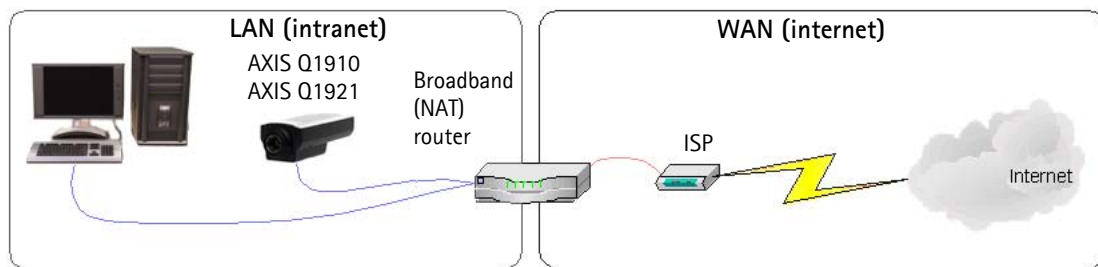 LAN (intranet)
AXIS Q1910
AXIS Q1921
Broadband
(NAT)
router
WAN (internet)
ISP
Internet